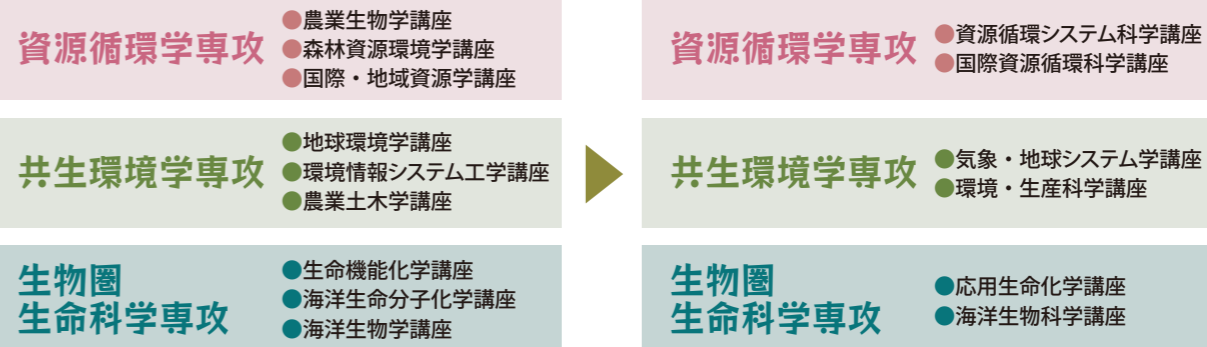 資源循環学専攻
●農業生物学講座
●森林資源環境学講座
●国際・地域資源学講座
共生環境学専攻
●地球環境学講座
●環境情報システム工学講座
●農業土木学講座
生物圏
生命科学専攻
●生命機能化学講座
●海洋生命分子化学講座
●海洋生物学講座
資源循環学専攻
●資源循環システム科学講座
●国際資源循環科学講座
共生環境学専攻
●気象・地球システム学講座
●環境・生産科学講座
生物圏
生命科学専攻
●応用生命化学講座
●海洋生物科学講座